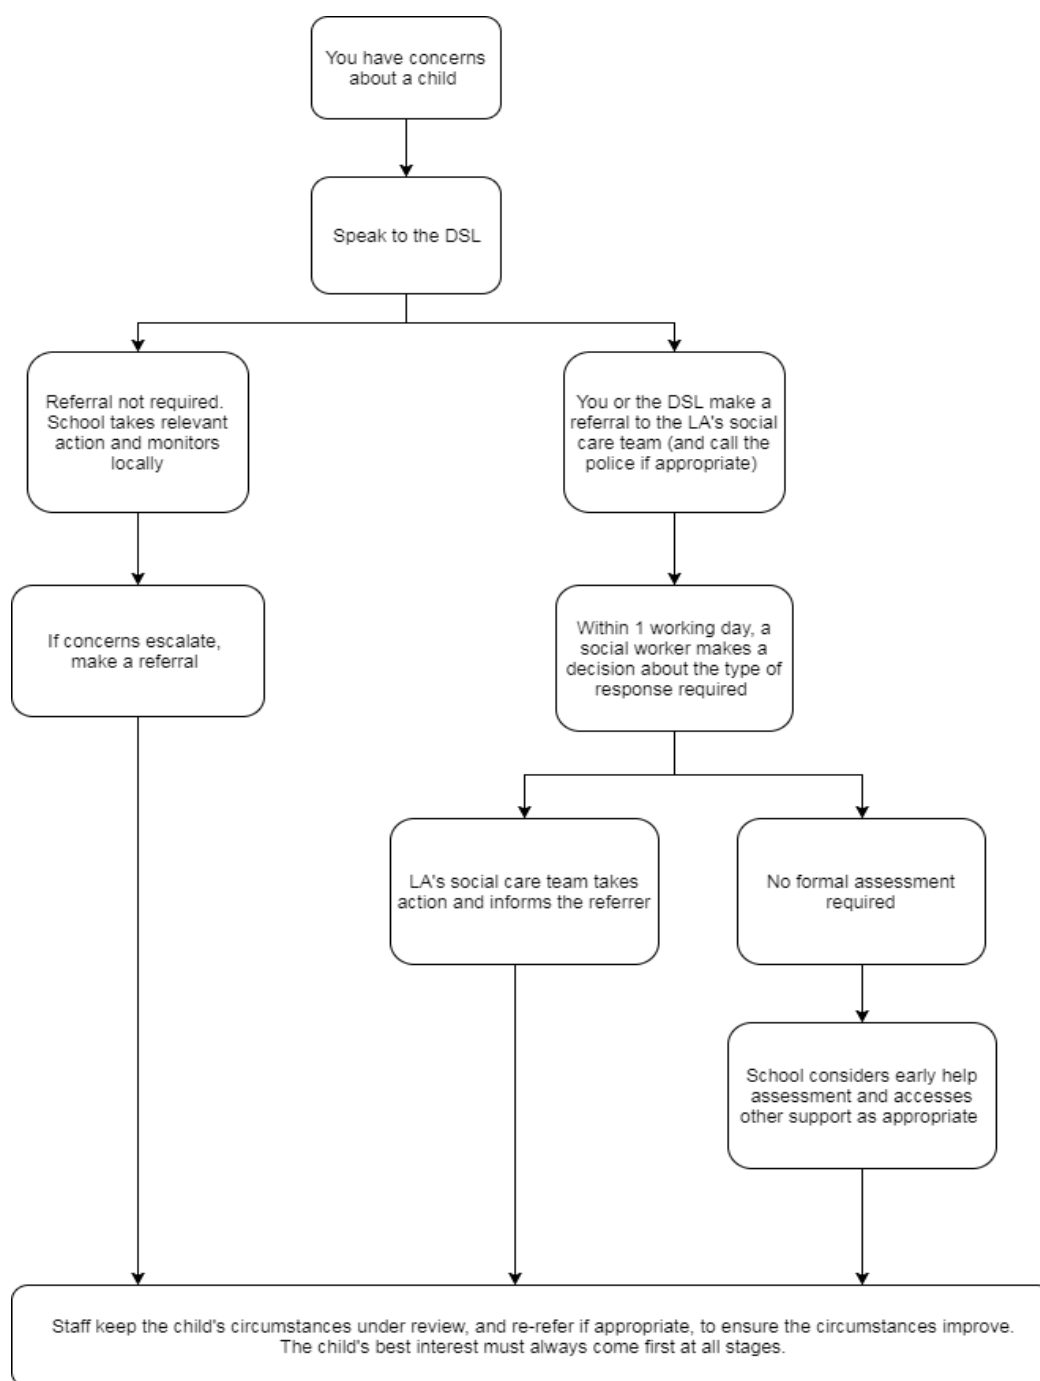 You have concerns
about a child
Speak to the DSL
Referral not required.
School takes relevant
action and monitors
locally
You or the DSL make a
referral to the LA's social
care team (and call the
police if appropriate)
If concerns escalate,
make a referral
Within 1 working day, a
social worker makes a
decision about the type of
response required
LA's social care team takes
action and informs the referrer
No formal assessment
required
School considers early help
assessment and accesses
other support as appropriate
Staff keep the child's circumstances under review, and re-refer if appropriate, to ensure the circumstances improve.
The child's best interest must always come first at all stages.